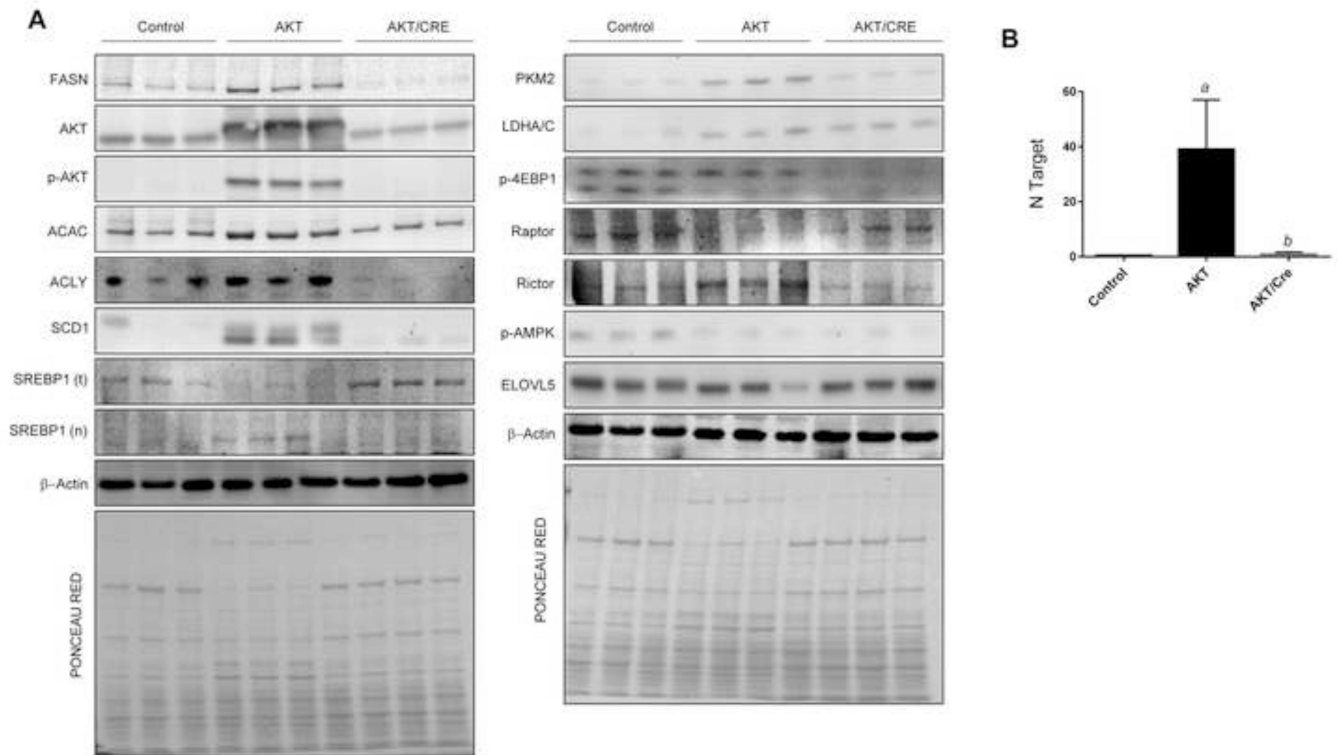 A
Control AKT AKT/CRE
FASN
AKT
p-AKT
ACAC
ACLY
SCD1
SREBP1 (t)
SREBP1 (n)
β-Actin
PONCEAU RED
Control AKT AKT/CRE
PKM2
LDHA/C
p-4EBP1
Raptor
Rictor
p-AMPK
ELOVL5
β-Actin
PONCEAU RED
B
N Target
60
40
20
0
a
b
Control
AKT
AKT/Cre